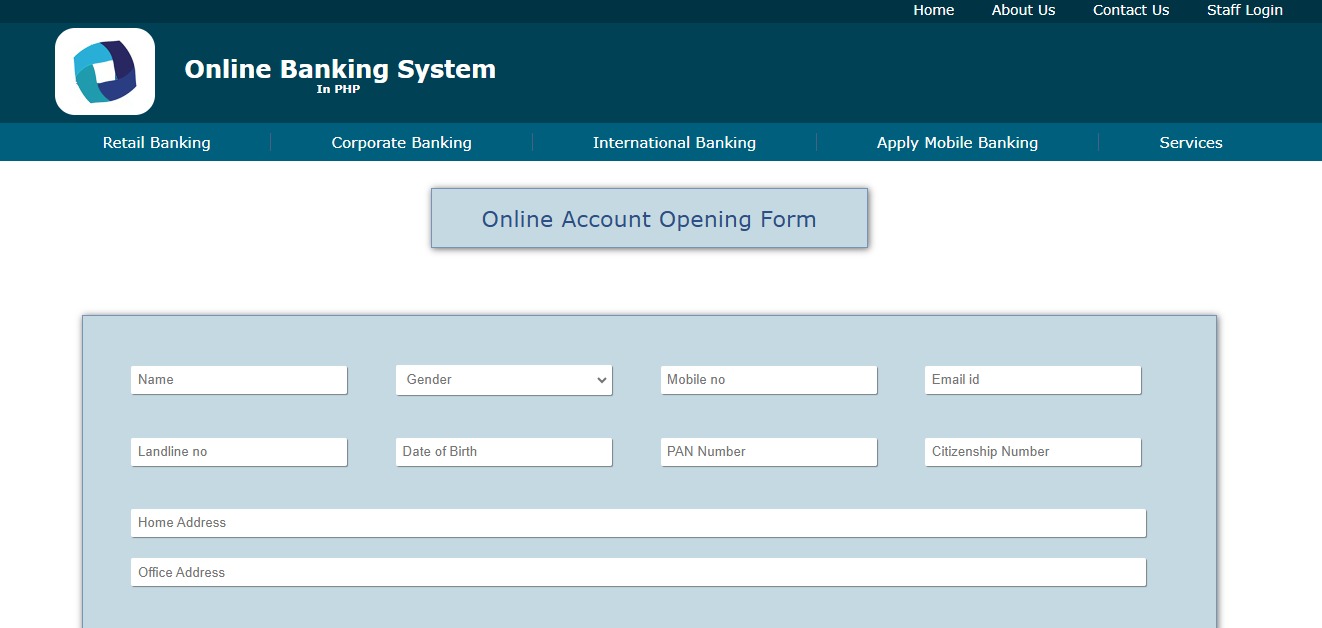 Home About Us Contact Us Staff Login
Online Banking System
In PHP
Retail Banking Corporate Banking International Banking Apply Mobile Banking Services
Online Account Opening Form
Name Gender Mobile no Email id
Landline no Date of Birth PAN Number Citizenship Number
Home Address
Office Address